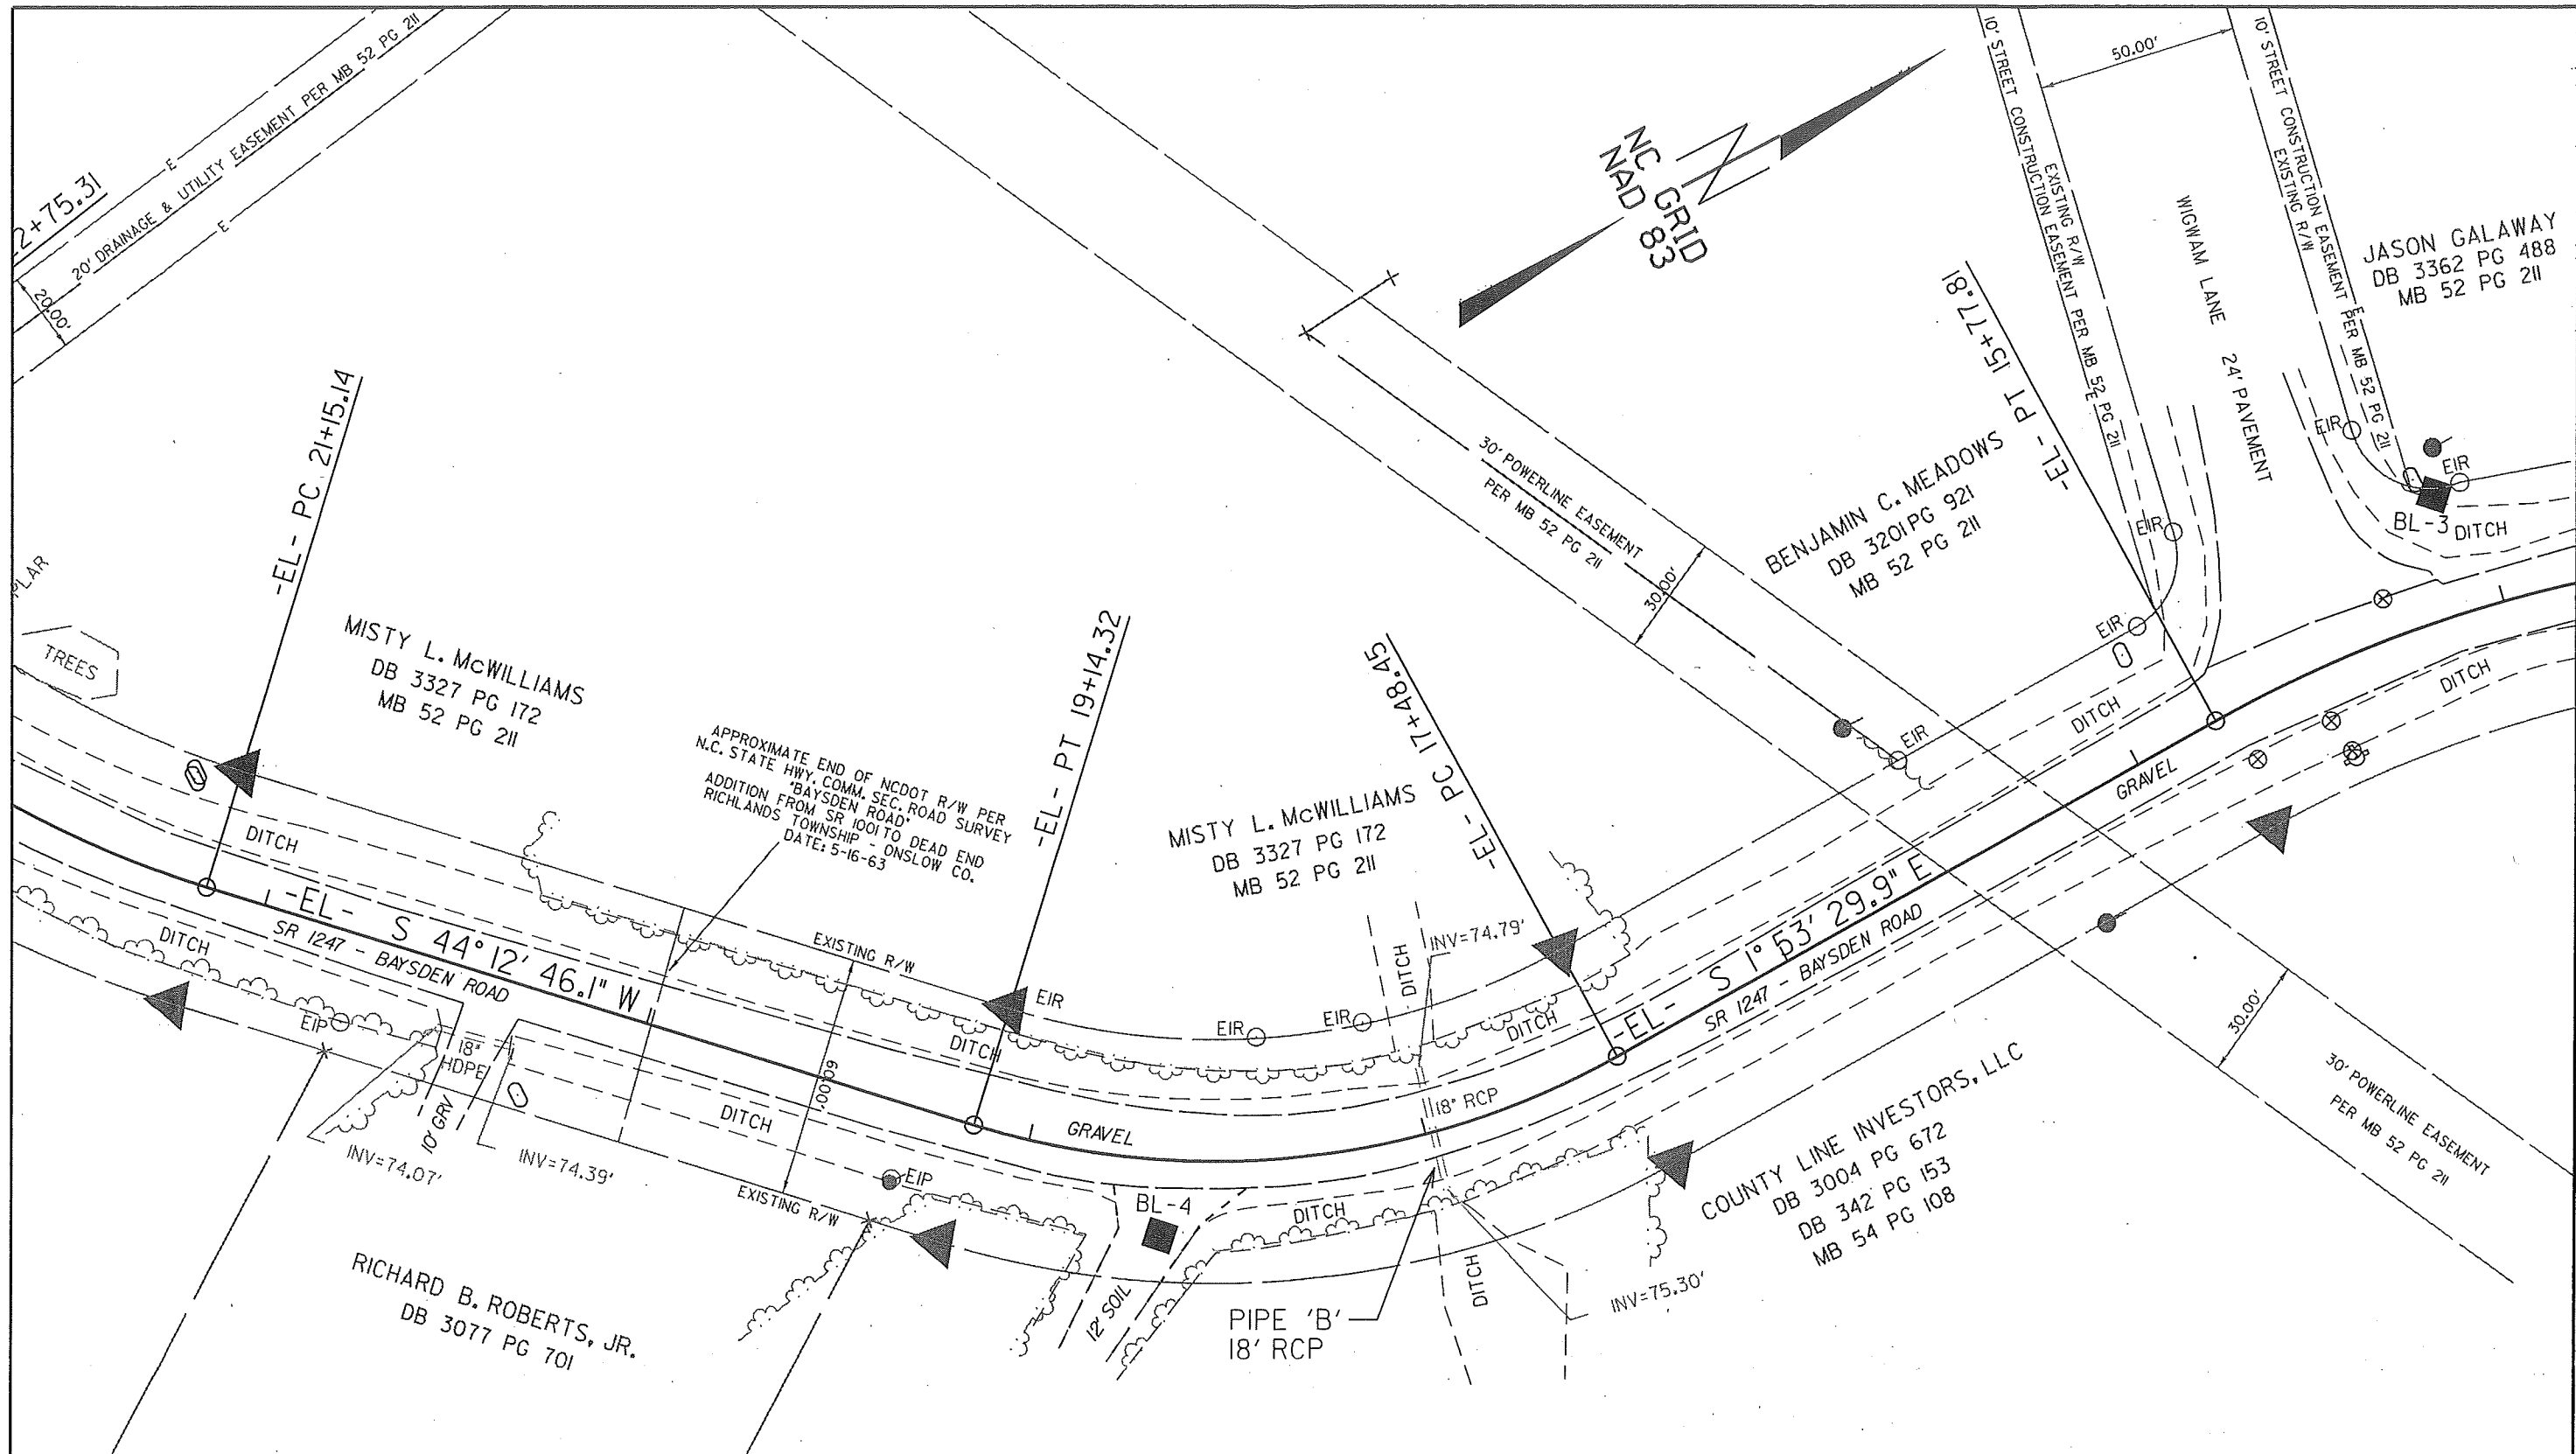 20' DRAINAGE & UTILITY EASEMENT PER MB 52 PG 211
E
E
2+75.31
20.00'
-EL- PC 21+15.14
TREES
MISTY L. McWILLIAMS
DB 3327 PG 172
MB 52 PG 211
APPROXIMATE END OF NCDOT R/W PER
N.C. STATE HWY. COMM. SEC. ROAD SURVEY
"BAYSDEN ROAD"
ADDITION FROM SR 1001 TO DEAD END
RICHLANDS TOWNSHIP - ONSLOW CO.
DATE: 5-16-63
-EL- PT 19+14.32
NC GRID
NAD 83
N
30' POWERLINE EASEMENT
PER MB 52 PG 211
30.00'
MISTY L. McWILLIAMS
DB 3327 PG 172
MB 52 PG 211
-EL- PC 17+48.45
BENJAMIN C. MEADOWS
DB 3201 PG 921
MB 52 PG 211
-EL- PT 15+77.81
10' STREET CONSTRUCTION EASEMENT PER MB 52 PG 211
EXISTING R/W
E
50.00'
WIGWAM LANE 24' PAVEMENT
10' STREET CONSTRUCTION EASEMENT PER MB 52 PG 211
EXISTING R/W
E
JASON GALAWAY
DB 3362 PG 488
MB 52 PG 211
EIR
EIR
BL-3
DITCH
EIR
EIR
EIR
DITCH
DITCH
GRAVEL
DITCH
-EL- S 44° 12' 46.1" W
SR 1247 - BAYSDEN ROAD
DITCH
EXISTING R/W
60.00'
EIR
DITCH
EIR
EIR
DITCH
INV=74.79'
DITCH
-EL- S 1° 53' 29.9" E
SR 1247 - BAYSDEN ROAD
EIP
18"
HDPE
10' GRV
INV=74.07'
INV=74.39'
DITCH
EXISTING R/W
EIP
GRAVEL
18" RCP
BL-4
12' SOIL
DITCH
DITCH
PIPE 'B'
18' RCP
INV=75.30'
COUNTY LINE INVESTORS, LLC
DB 3004 PG 672
DB 342 PG 153
MB 54 PG 108
30.00'
30' POWERLINE EASEMENT
PER MB 52 PG 211
RICHARD B. ROBERTS, JR.
DB 3077 PG 701